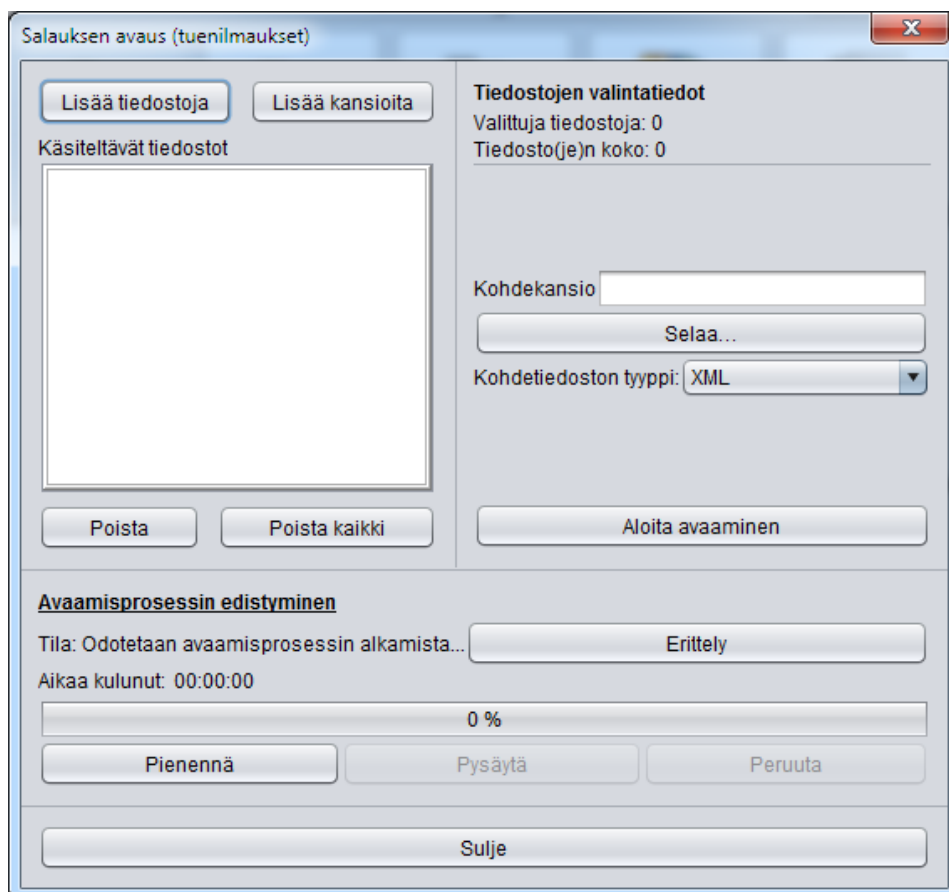 Salauksen avaus (tuenilmaukset)
Lisää tiedostoja
Lisää kansioita
Käsiteltävät tiedostot
Poista
Poista kaikki
Tiedostojen valintatiedot
Valittuja tiedostoja: 0
Tiedosto(je)n koko: 0
Kohdekansio
Selaa...
Kohdetiedoston tyyppi: XML
Aloita avaaminen
Avaamisprosessin edistyminen
Tila: Odotetaan avaamisprosessin alkamista...
Erittely
Aikaa kulunut: 00:00:00
0 %
Pienennä
Pysäytä
Peruuta
Sulje